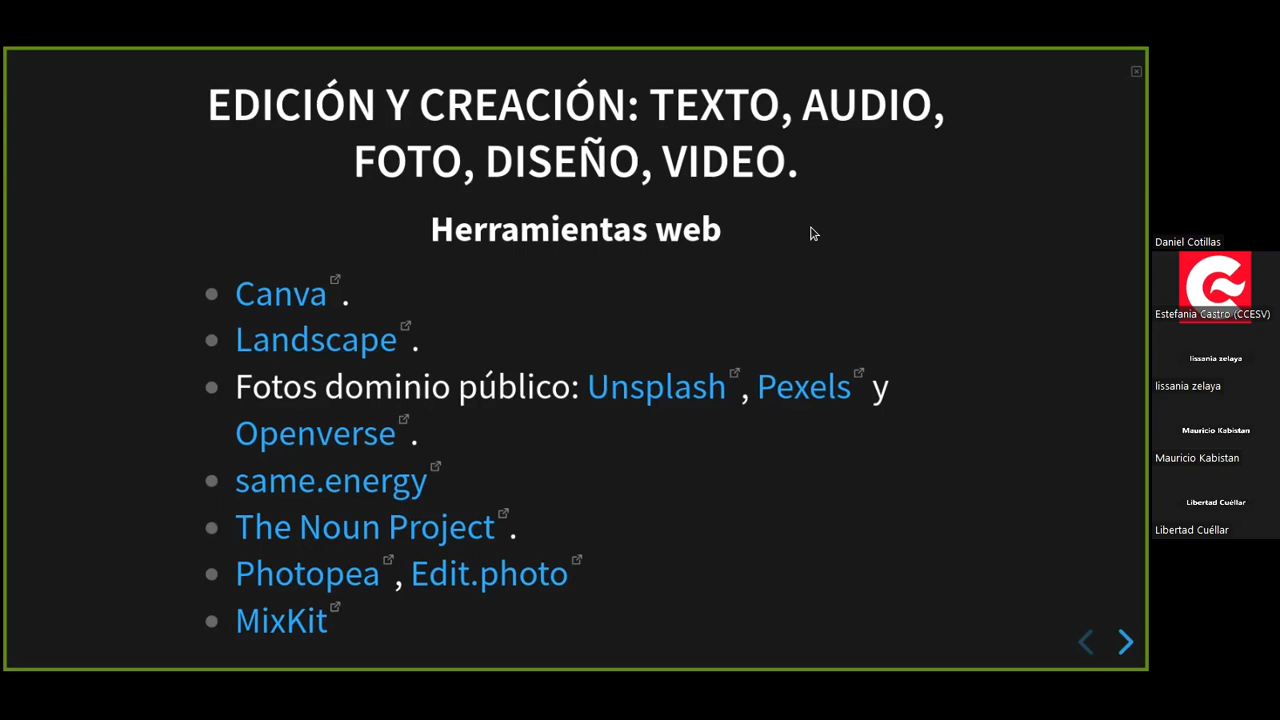 EDICIÓN Y CREACIÓN: TEXTO, AUDIO,
FOTO, DISEÑO, VIDEO.
Herramientas web
Canva.
Landscape.
Fotos dominio público: Unsplash, Pexels y
Openverse.
same.energy
The Noun Project.
Photopea, Edit.photo
MixKit
Daniel Cotillas
Estefania Castro (CCESV)
lissania zelaya
lissania zelaya
Mauricio Kabistan
Mauricio Kabistan
Libertad Cuéllar
Libertad Cuéllar